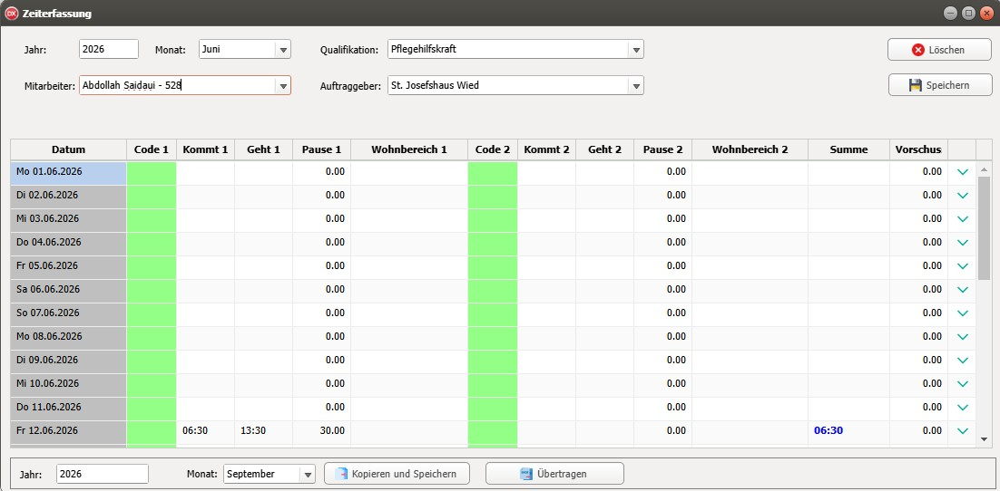 DX Zeiterfassung
Jahr: 2026 Monat: Juni Qualifikation: Pflegehilfskraft Löschen
Mitarbeiter: Abdollah Saidaui - 528 Auftraggeber: St. Josefshaus Wied Speichern
Datum Code 1 Kommt 1 Geht 1 Pause 1 Wohnbereich 1 Code 2 Kommt 2 Geht 2 Pause 2 Wohnbereich 2 Summe Vorschus
Mo 01.06.2026 0.00 0.00 0.00
Di 02.06.2026 0.00 0.00 0.00
Mi 03.06.2026 0.00 0.00 0.00
Do 04.06.2026 0.00 0.00 0.00
Fr 05.06.2026 0.00 0.00 0.00
Sa 06.06.2026 0.00 0.00 0.00
So 07.06.2026 0.00 0.00 0.00
Mo 08.06.2026 0.00 0.00 0.00
Di 09.06.2026 0.00 0.00 0.00
Mi 10.06.2026 0.00 0.00 0.00
Do 11.06.2026 0.00 0.00 0.00
Fr 12.06.2026 06:30 13:30 30.00 0.00 06:30 0.00
Jahr: 2026 Monat: September Kopieren und Speichern Übertragen